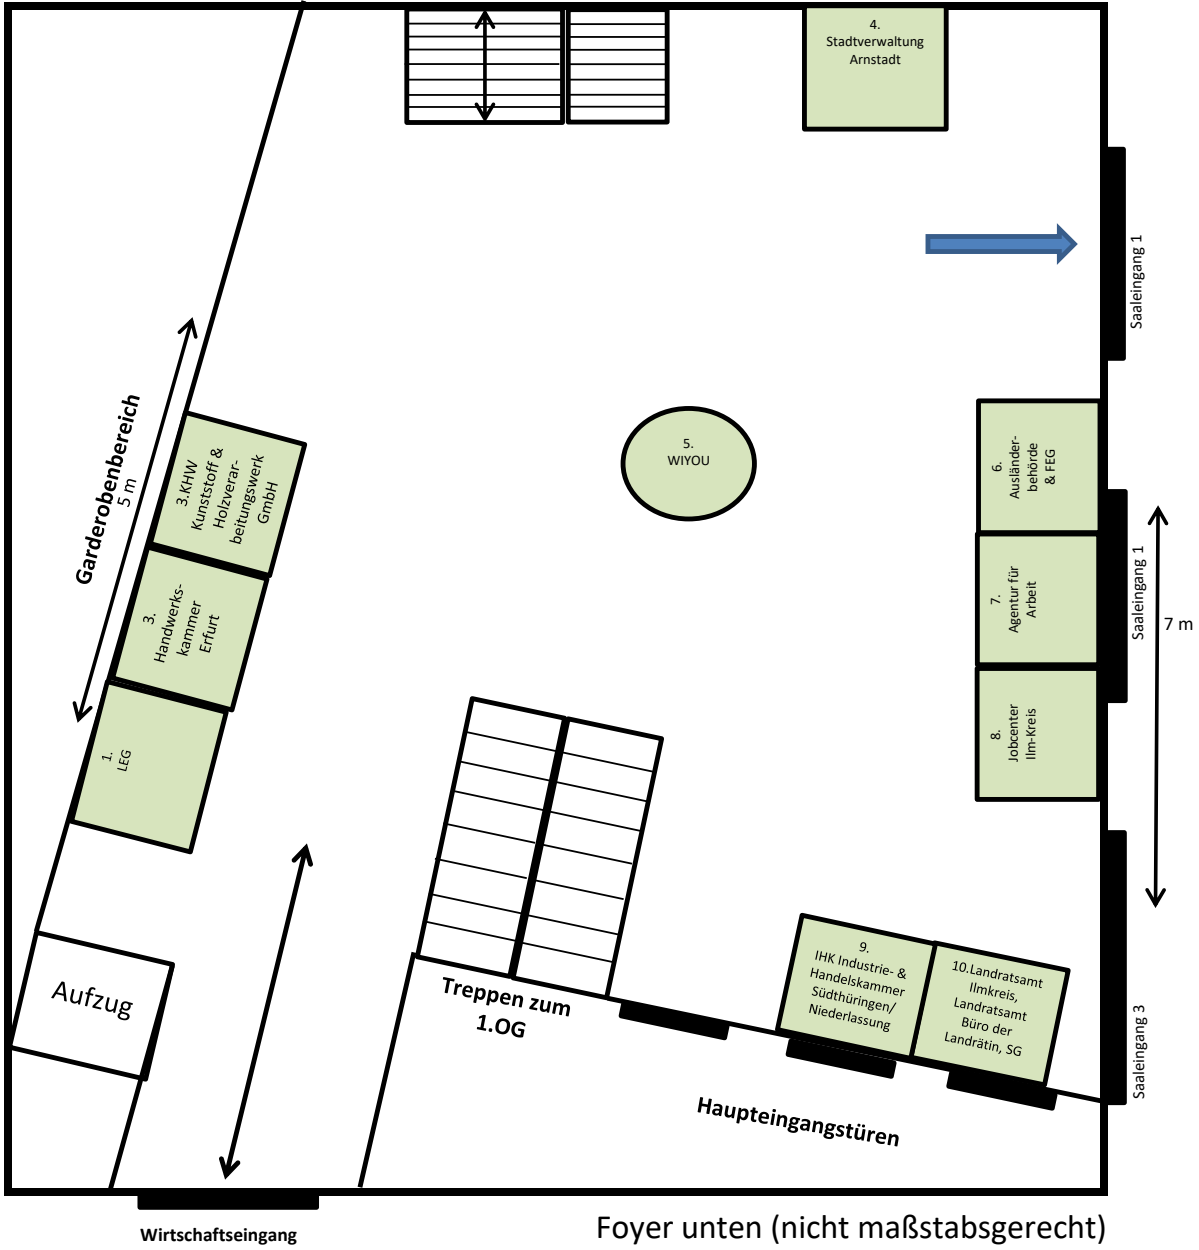 4.
Stadtverwaltung
Arnstadt
Saaleingang 1
Garderobenbereich
5 m
3.KHW
Kunststoff &
Holzverar-
beitungswerk
GmbH
5.
WIYOU
6.
Ausländer-
behörde
& FEG
3.
Handwerks-
kammer
Erfurt
7.
Agentur für
Arbeit
Saaleingang 1
7 m
1.
LEG
8.
Jobcenter
Ilm-Kreis
Aufzug
Treppen zum
1.OG
9.
IHK Industrie- &
Handelskammer
Südthüringen/
Niederlassung
10.Landratsamt
Ilmkreis,
Landratsamt
Büro der
Landrätin, SG
Saaleingang 3
Haupteingangstüren
Wirtschaftseingang
Foyer unten (nicht maßstabsgerecht)